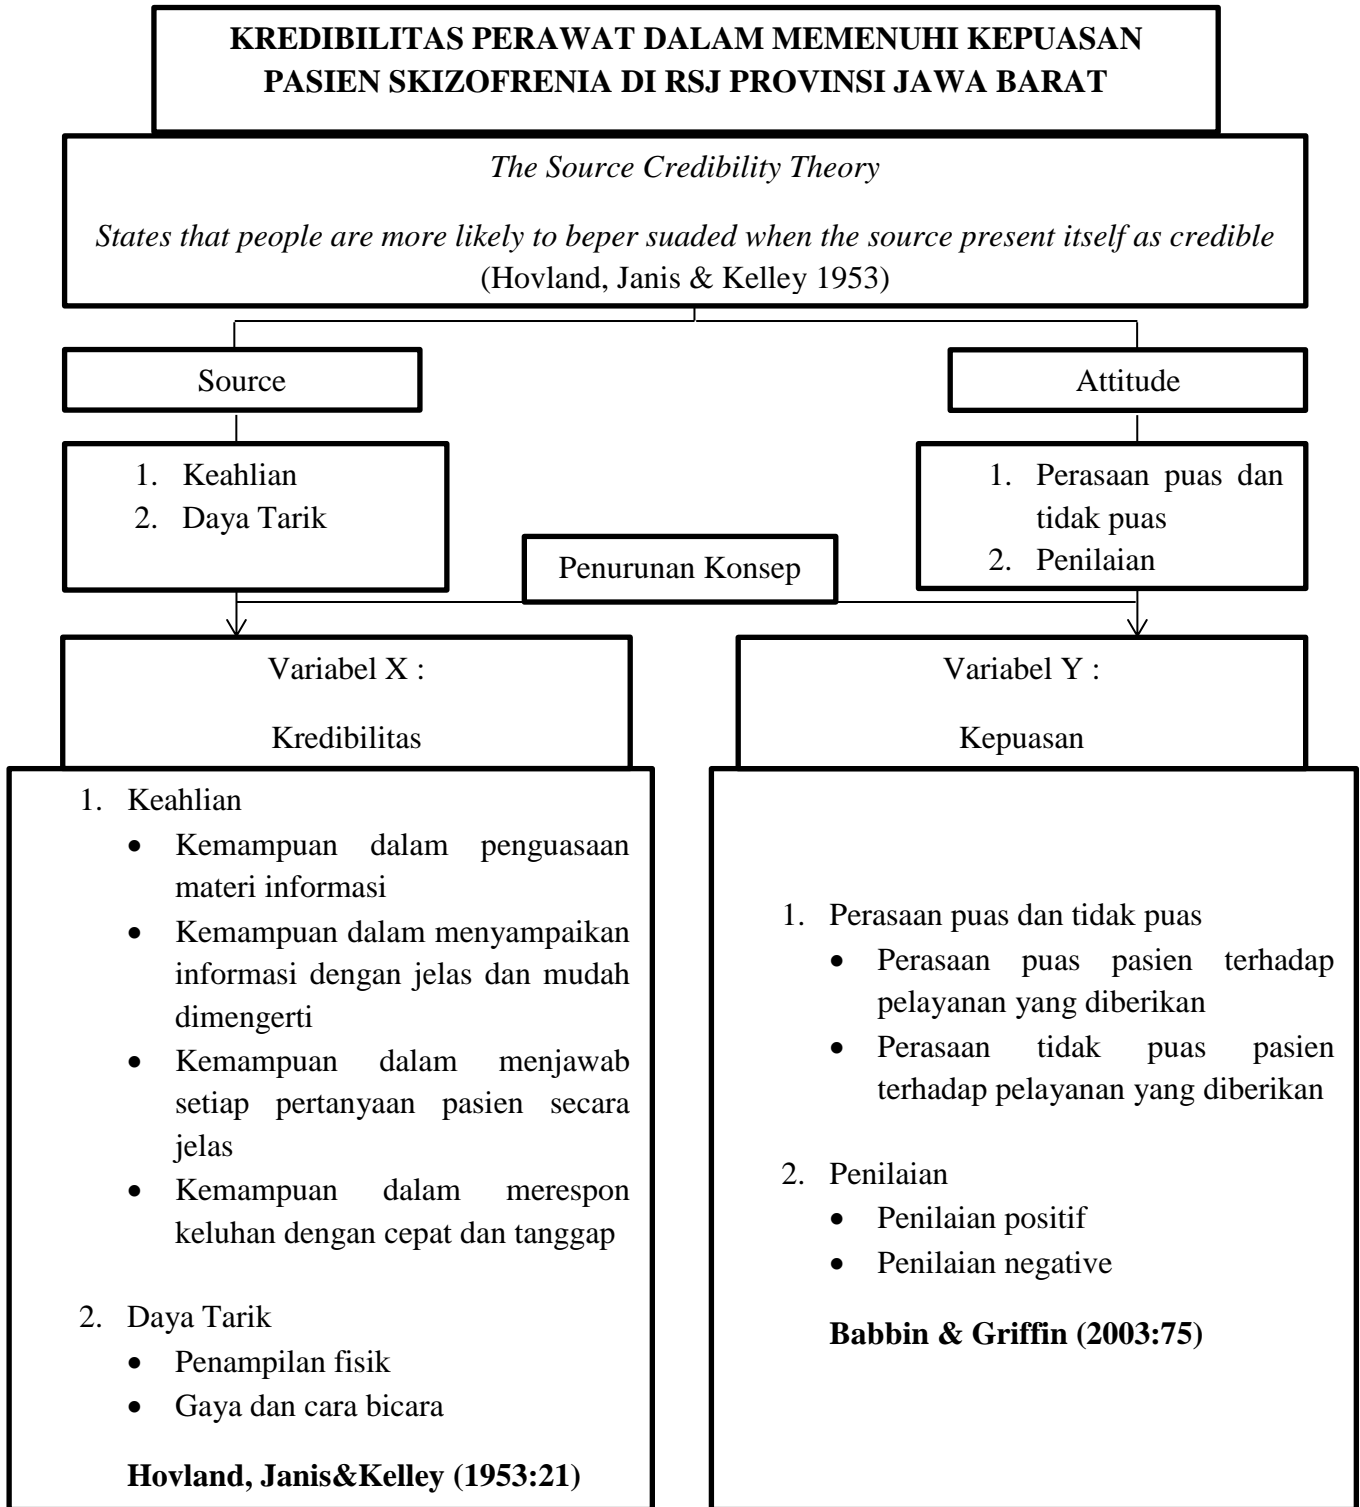 KREDIBILITAS PERAWAT DALAM MEMENUHI KEPUASAN
PASIEN SKIZOFRENIA DI RSJ PROVINSI JAWA BARAT
The Source Credibility Theory
States that people are more likely to beper suaded when the source present itself as credible
(Hovland, Janis & Kelley 1953)
Source
Attitude
1. Keahlian
2. Daya Tarik
1. Perasaan puas dan
tidak puas
2. Penilaian
Penurunan Konsep
Variabel X :
Kredibilitas
Variabel Y :
Kepuasan
1. Keahlian
• Kemampuan dalam penguasaan
materi informasi
• Kemampuan dalam menyampaikan
informasi dengan jelas dan mudah
dimengerti
• Kemampuan dalam menjawab
setiap pertanyaan pasien secara
jelas
• Kemampuan dalam merespon
keluhan dengan cepat dan tanggap
2. Daya Tarik
• Penampilan fisik
• Gaya dan cara bicara
Hovland, Janis&Kelley (1953:21)
1. Perasaan puas dan tidak puas
• Perasaan puas pasien terhadap
pelayanan yang diberikan
• Perasaan tidak puas pasien
terhadap pelayanan yang diberikan
2. Penilaian
• Penilaian positif
• Penilaian negative
Babbin & Griffin (2003:75)